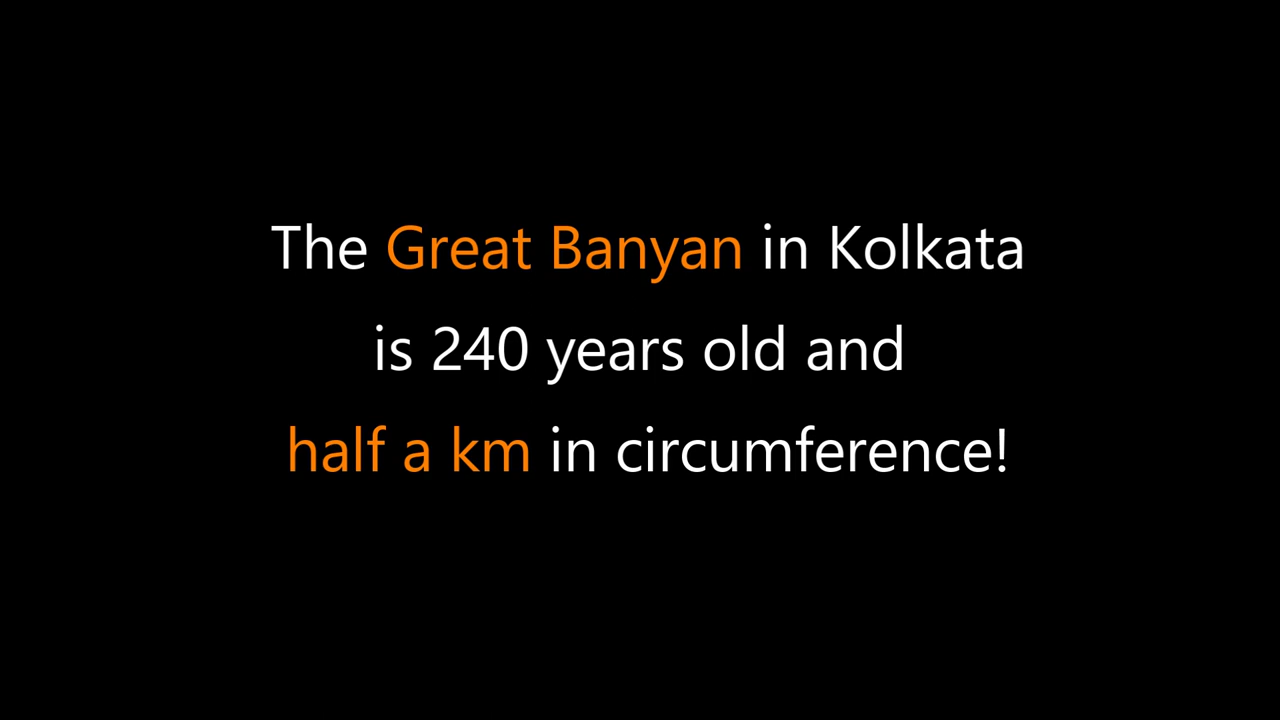 The Great Banyan in Kolkata
is 240 years old and
half a km in circumference!